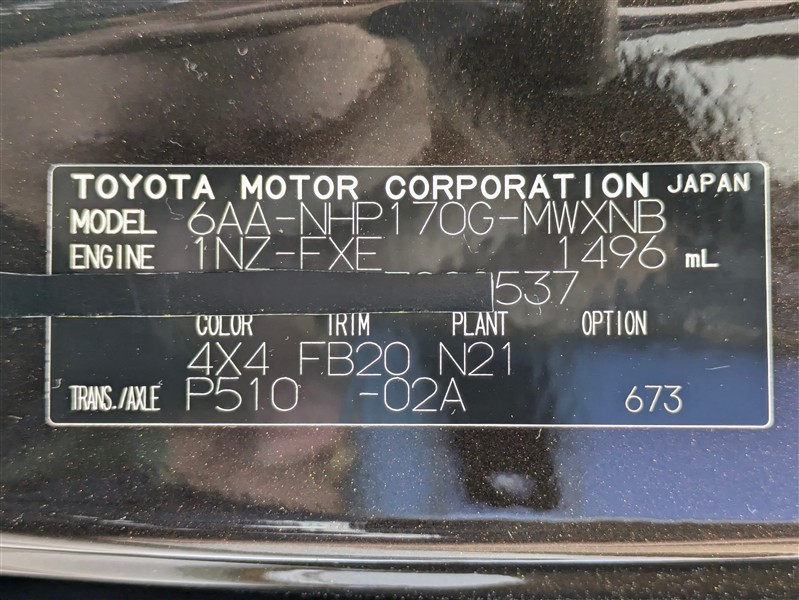 TOYOTA MOTOR CORPORATION JAPAN
MODEL 6AA-NHP170G-MWXNB
ENGINE 1NZ-FXE 1496 mL
537
COLOR TRIM PLANT OPTION
4X4 FB20 N21
TRANS./AXLE P510 -02A 673